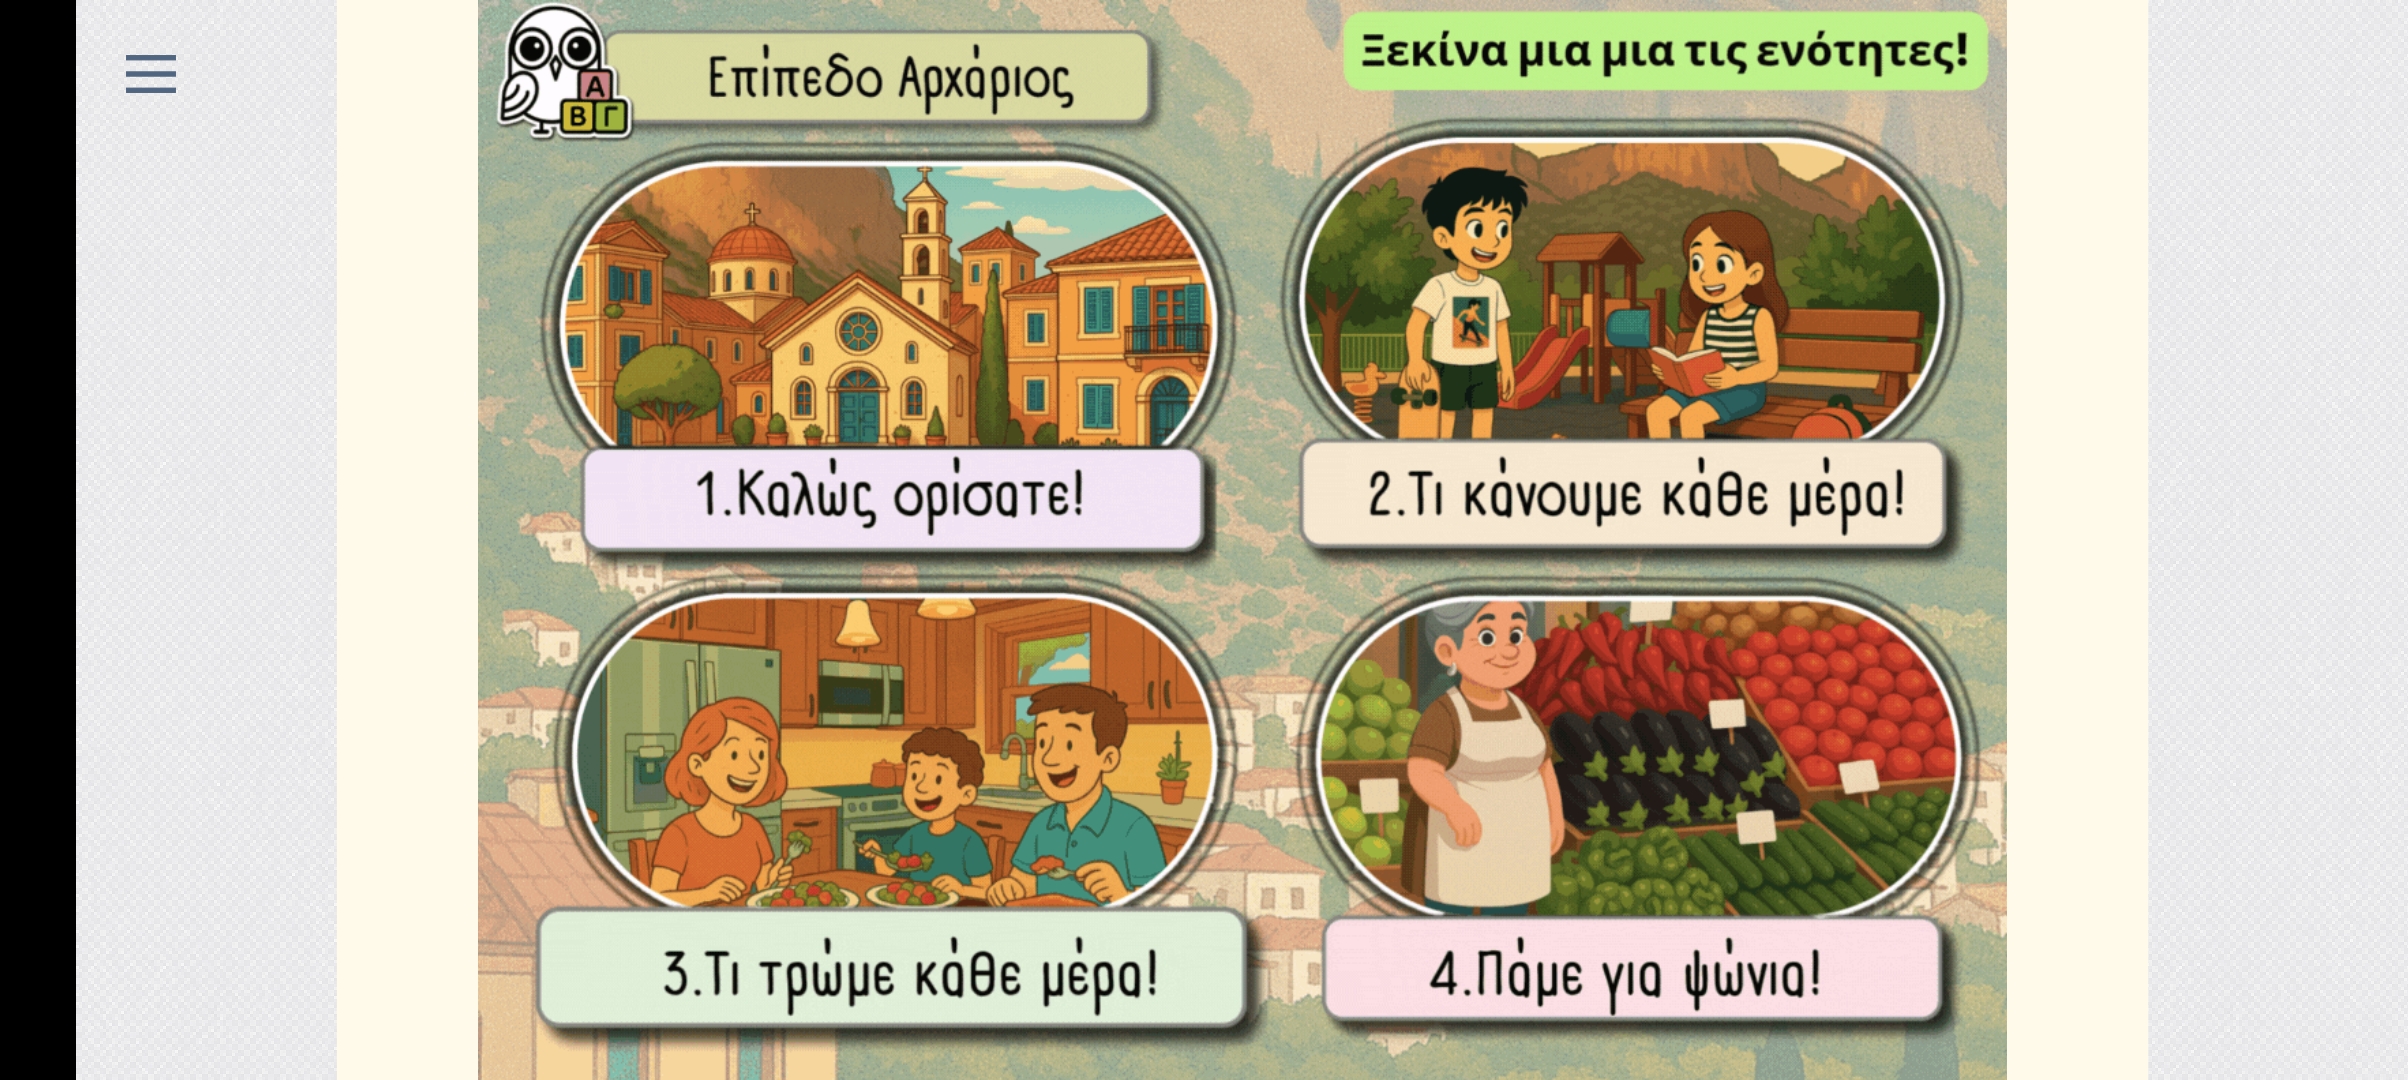 Επίπεδο Αρχάριος
Ξεκίνα μια μια τις ενότητες!
Α
Β Γ
1.Καλώς ορίσατε!
2.Τι κάνουμε κάθε μέρα!
3.Τι τρώμε κάθε μέρα!
4.Πάμε για ψώνια!